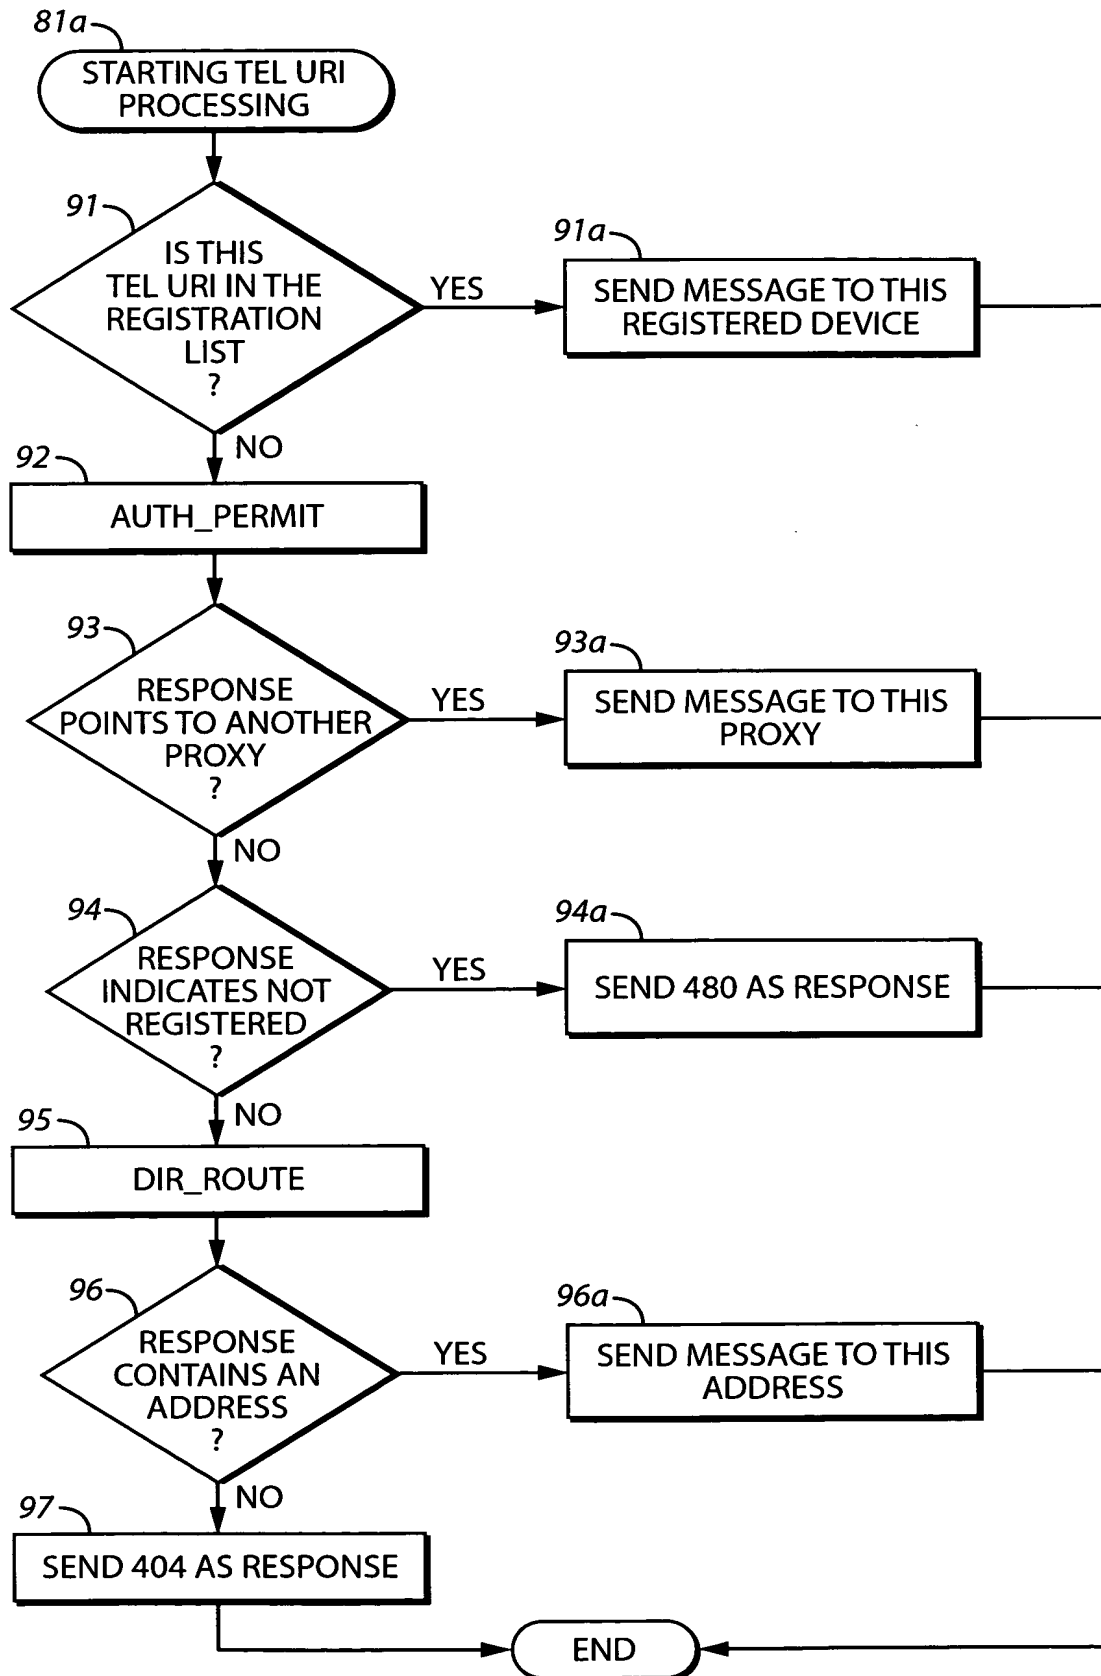 81a
STARTING TEL URI
PROCESSING
91
IS THIS
TEL URI IN THE
REGISTRATION
LIST
?
YES
91a
SEND MESSAGE TO THIS
REGISTERED DEVICE
NO
92
AUTH_PERMIT
93
RESPONSE
POINTS TO ANOTHER
PROXY
?
YES
93a
SEND MESSAGE TO THIS
PROXY
NO
94
RESPONSE
INDICATES NOT
REGISTERED
?
YES
94a
SEND 480 AS RESPONSE
NO
95
DIR_ROUTE
96
RESPONSE
CONTAINS AN
ADDRESS
?
YES
96a
SEND MESSAGE TO THIS
ADDRESS
NO
97
SEND 404 AS RESPONSE
END